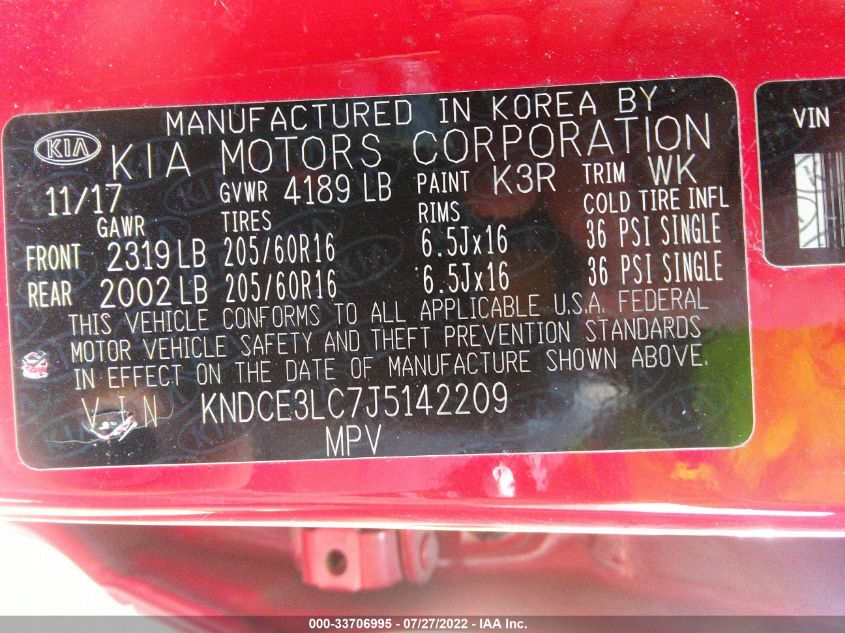 MANUFACTURED IN KOREA BY
KIA KIA MOTORS CORPORATION
11/17 GVWR 4189 LB PAINT K3R TRIM WK
GAWR TIRES RIMS COLD TIRE INFL
FRONT 2319 LB 205/60R16 6.5Jx16 36 PSI SINGLE
REAR 2002 LB 205/60R16 6.5Jx16 36 PSI SINGLE
THIS VEHICLE CONFORMS TO ALL APPLICABLE U.S.A. FEDERAL
MOTOR VEHICLE SAFETY AND THEFT PREVENTION STANDARDS
IN EFFECT ON THE DATE OF MANUFACTURE SHOWN ABOVE.
VIN KNDCE3LC7J5142209
MPV
VIN
000-33706995 - 07/27/2022 - IAA Inc.